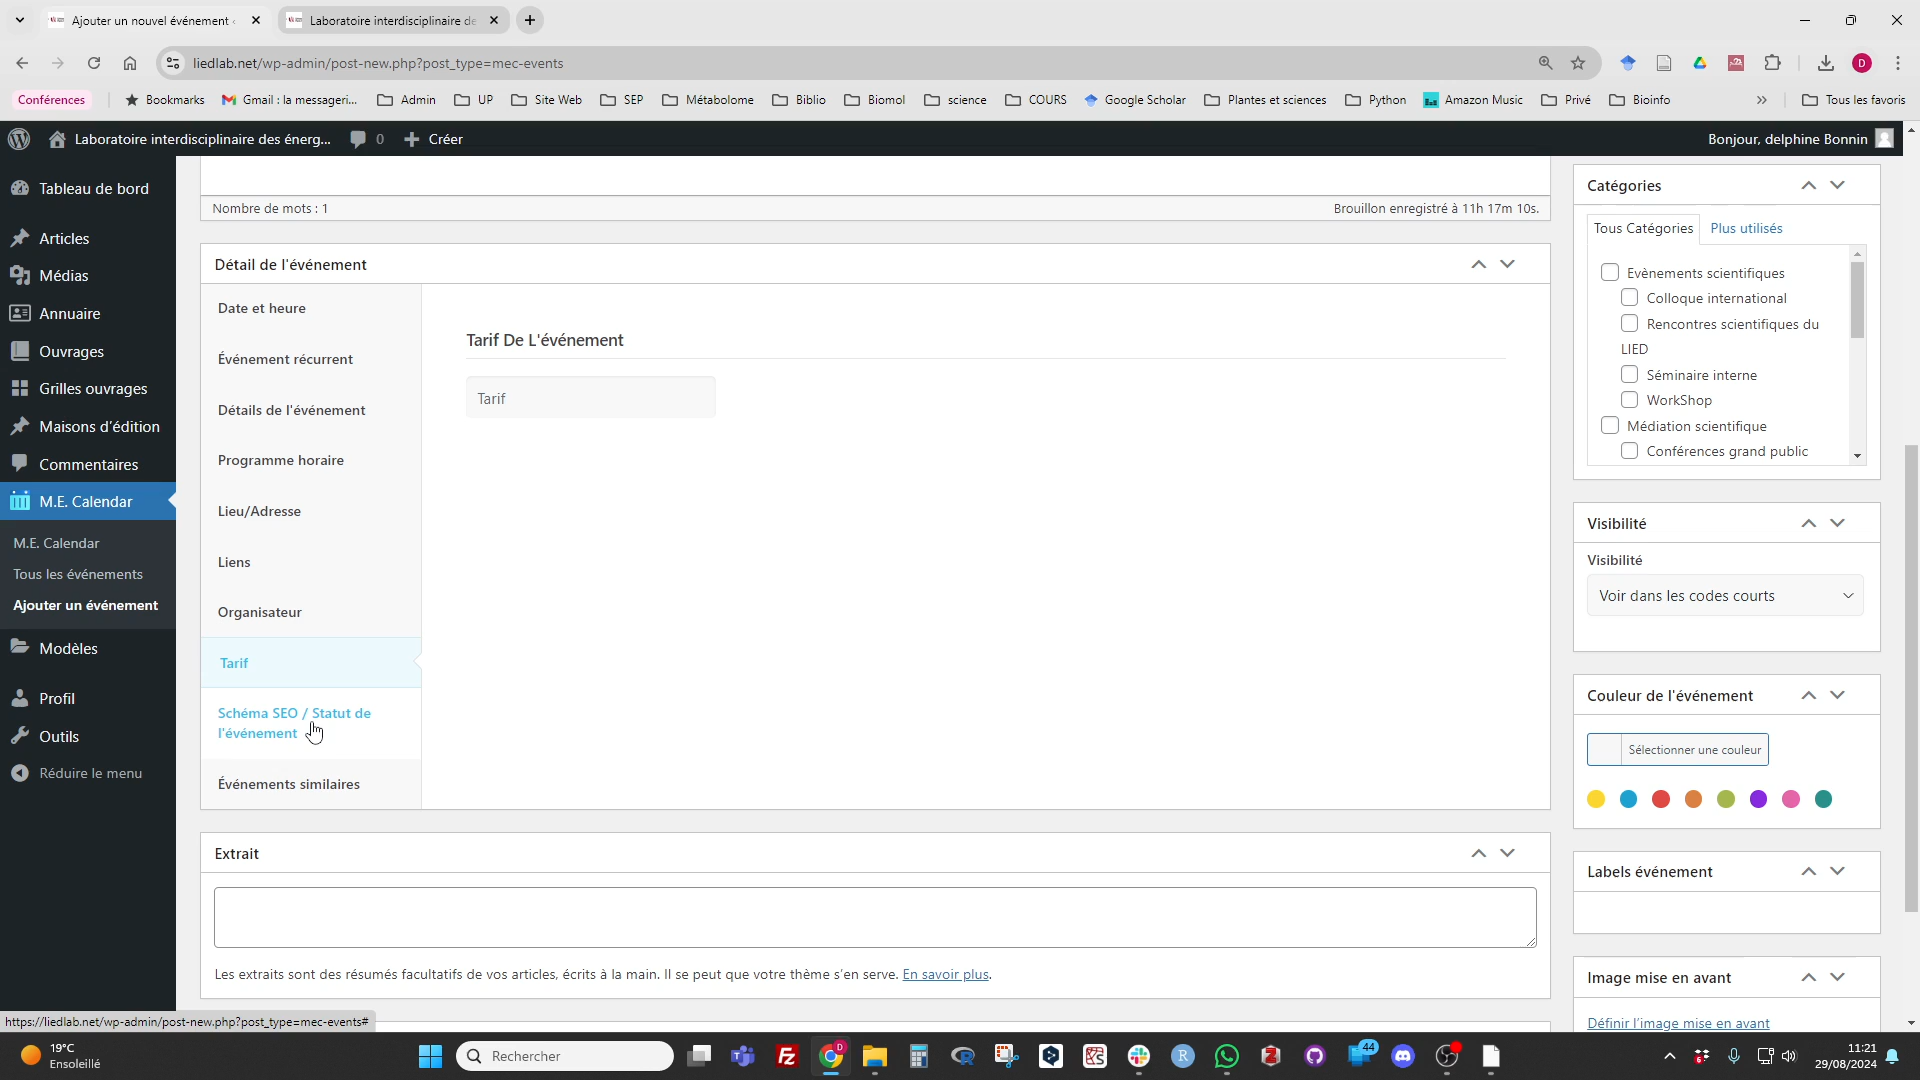 Ajouter un nouvel événement
Laboratoire interdisciplinaire de
liedlab.net/wp-admin/post-new.php?post_type=mec-events
Conférences
Bookmarks
Gmail : la messageri...
Admin
UP
Site Web
SEP
Métabolome
Biblio
Biomol
science
COURS
Google Scholar
Plantes et sciences
Python
Amazon Music
Privé
Bioinfo
Tous les favoris
Laboratoire interdisciplinaire des énerg...
0
Créer
Bonjour, delphine Bonnin
Tableau de bord
Articles
Médias
Annuaire
Ouvrages
Grilles ouvrages
Maisons d'édition
Commentaires
M.E. Calendar
M.E. Calendar
Tous les événements
Ajouter un événement
Modèles
Profil
Outils
Réduire le menu
Nombre de mots : 1
Brouillon enregistré à 11h 17m 10s.
Détail de l'événement
Date et heure
Événement récurrent
Détails de l'événement
Programme horaire
Lieu/Adresse
Liens
Organisateur
Tarif
Schéma SEO / Statut de
l'événement
Événements similaires
Tarif De L'événement
Tarif
Extrait
Les extraits sont des résumés facultatifs de vos articles, écrits à la main. Il se peut que votre thème s'en serve. En savoir plus.
Catégories
Tous Catégories
Plus utilisés
Evènements scientifiques
Colloque international
Rencontres scientifiques du
LIED
Séminaire interne
WorkShop
Médiation scientifique
Conférences grand public
Visibilité
Visibilité
Voir dans les codes courts
Couleur de l'événement
Sélectionner une couleur
Labels événement
Image mise en avant
Définir l'image mise en avant
https://liedlab.net/wp-admin/post-new.php?post_type=mec-events#
19°C
Ensoleillé
Rechercher
44
11:21
29/08/2024